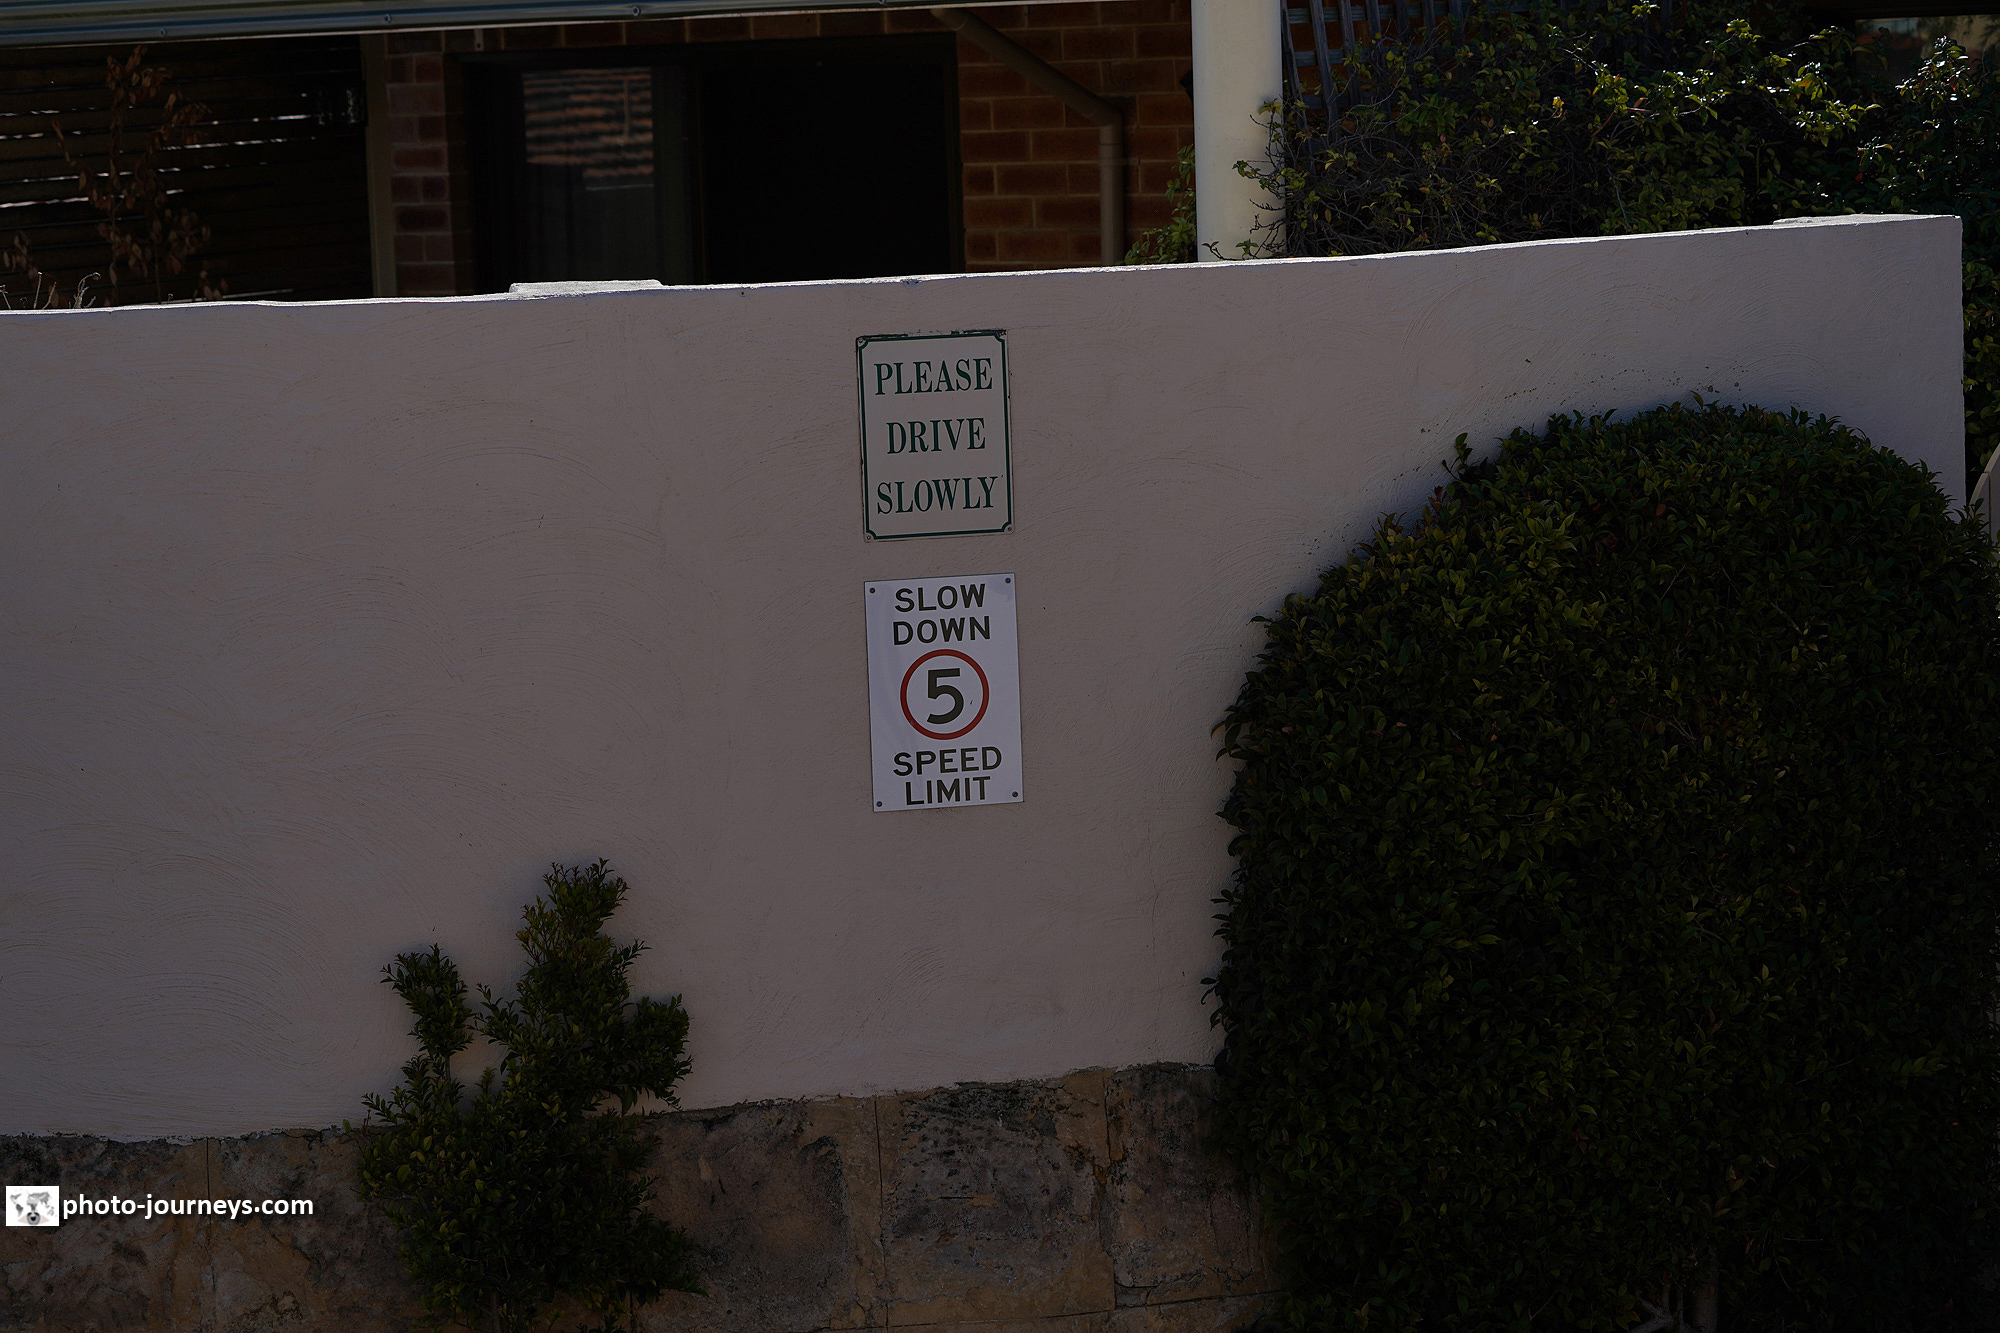 PLEASE
DRIVE
SLOWLY
SLOW
DOWN
5
SPEED
LIMIT
photo-journeys.com